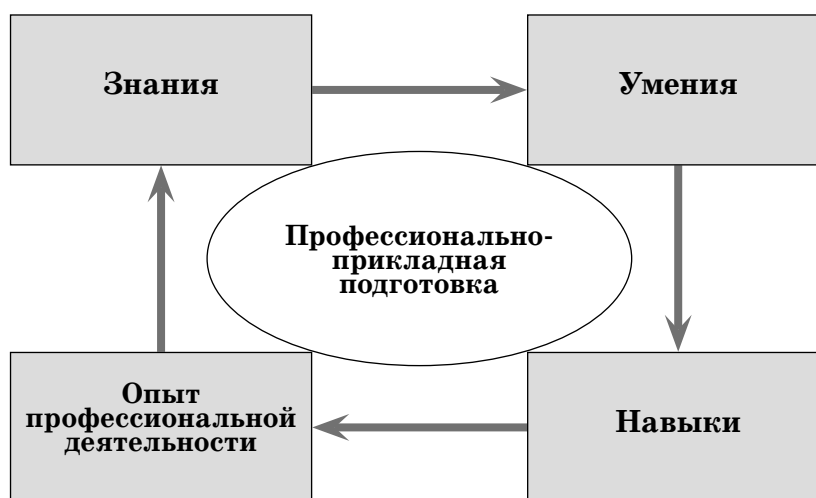 Знания
Умения
Профессионально-
прикладная
подготовка
Опыт
профессиональной
деятельности
Навыки